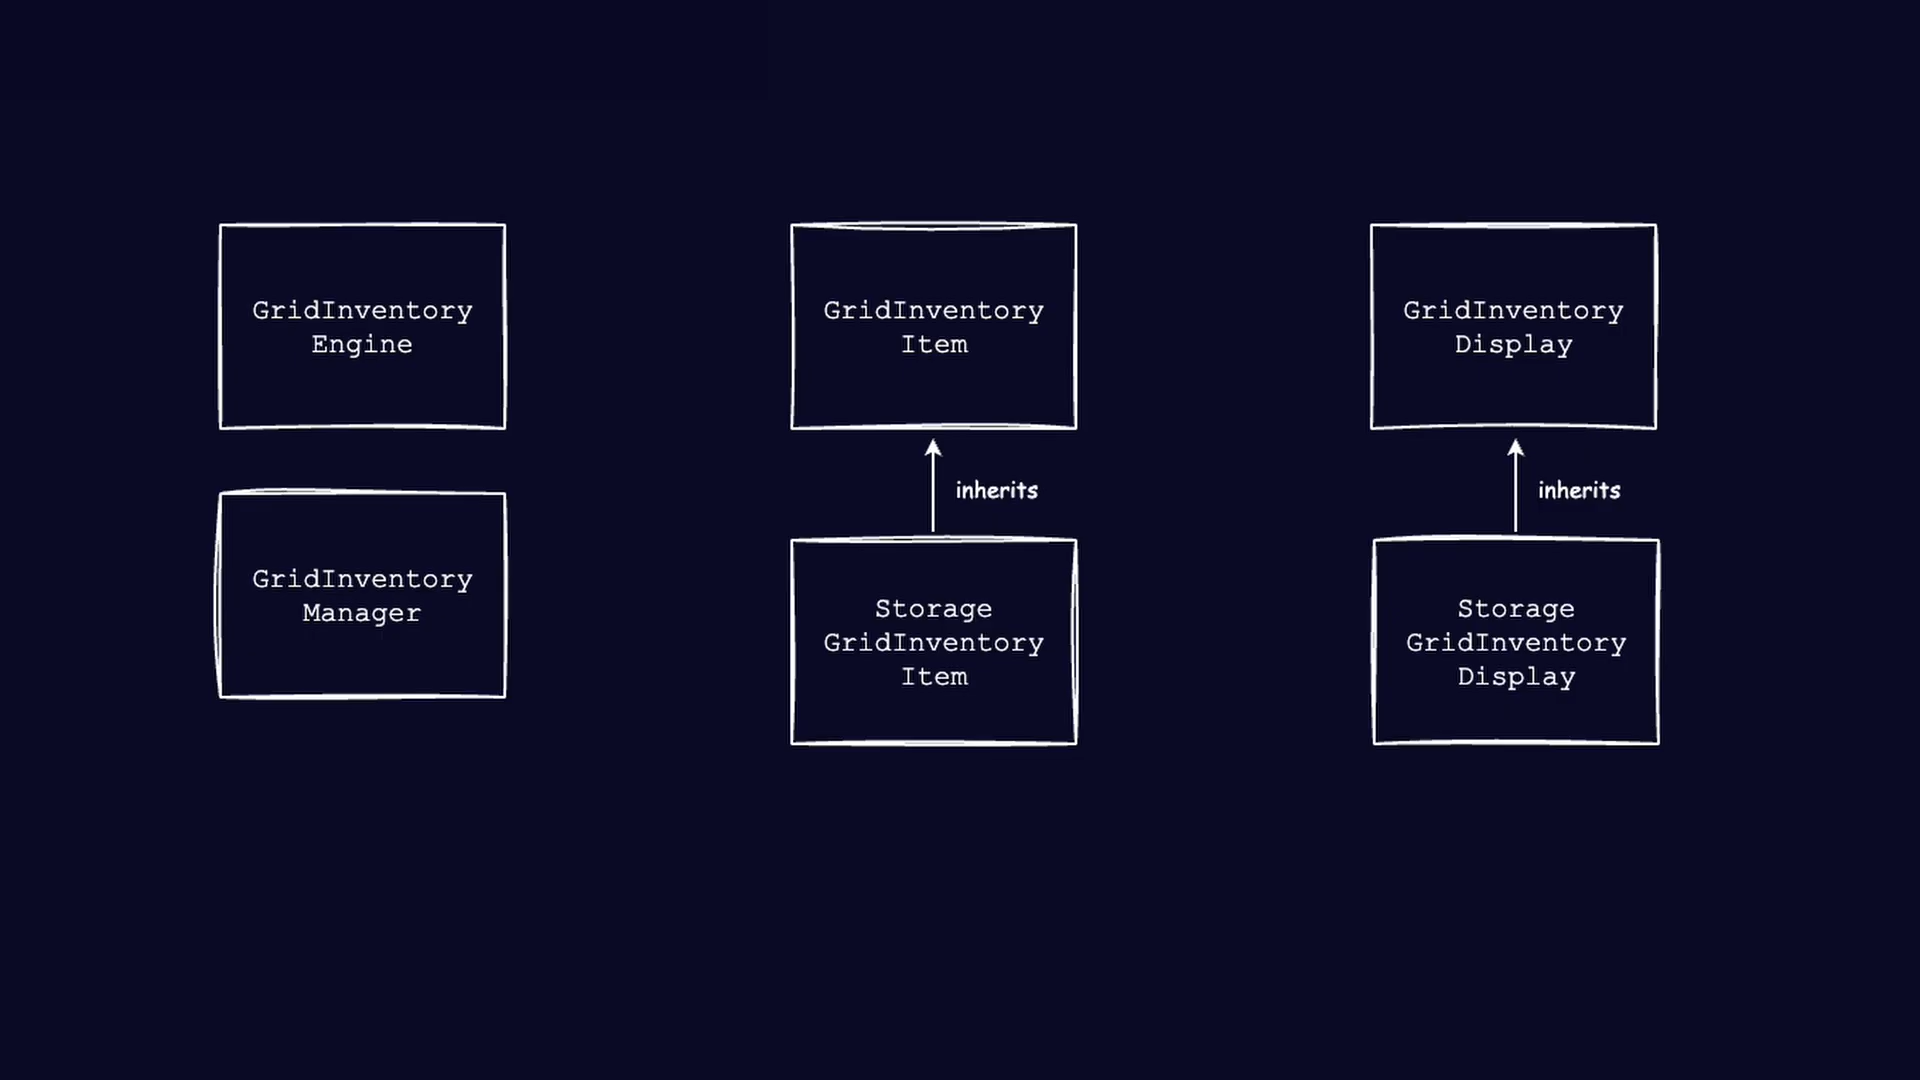 GridInventory
Engine
GridInventory
Manager
GridInventory
Item
inherits
Storage
GridInventory
Item
GridInventory
Display
inherits
Storage
GridInventory
Display